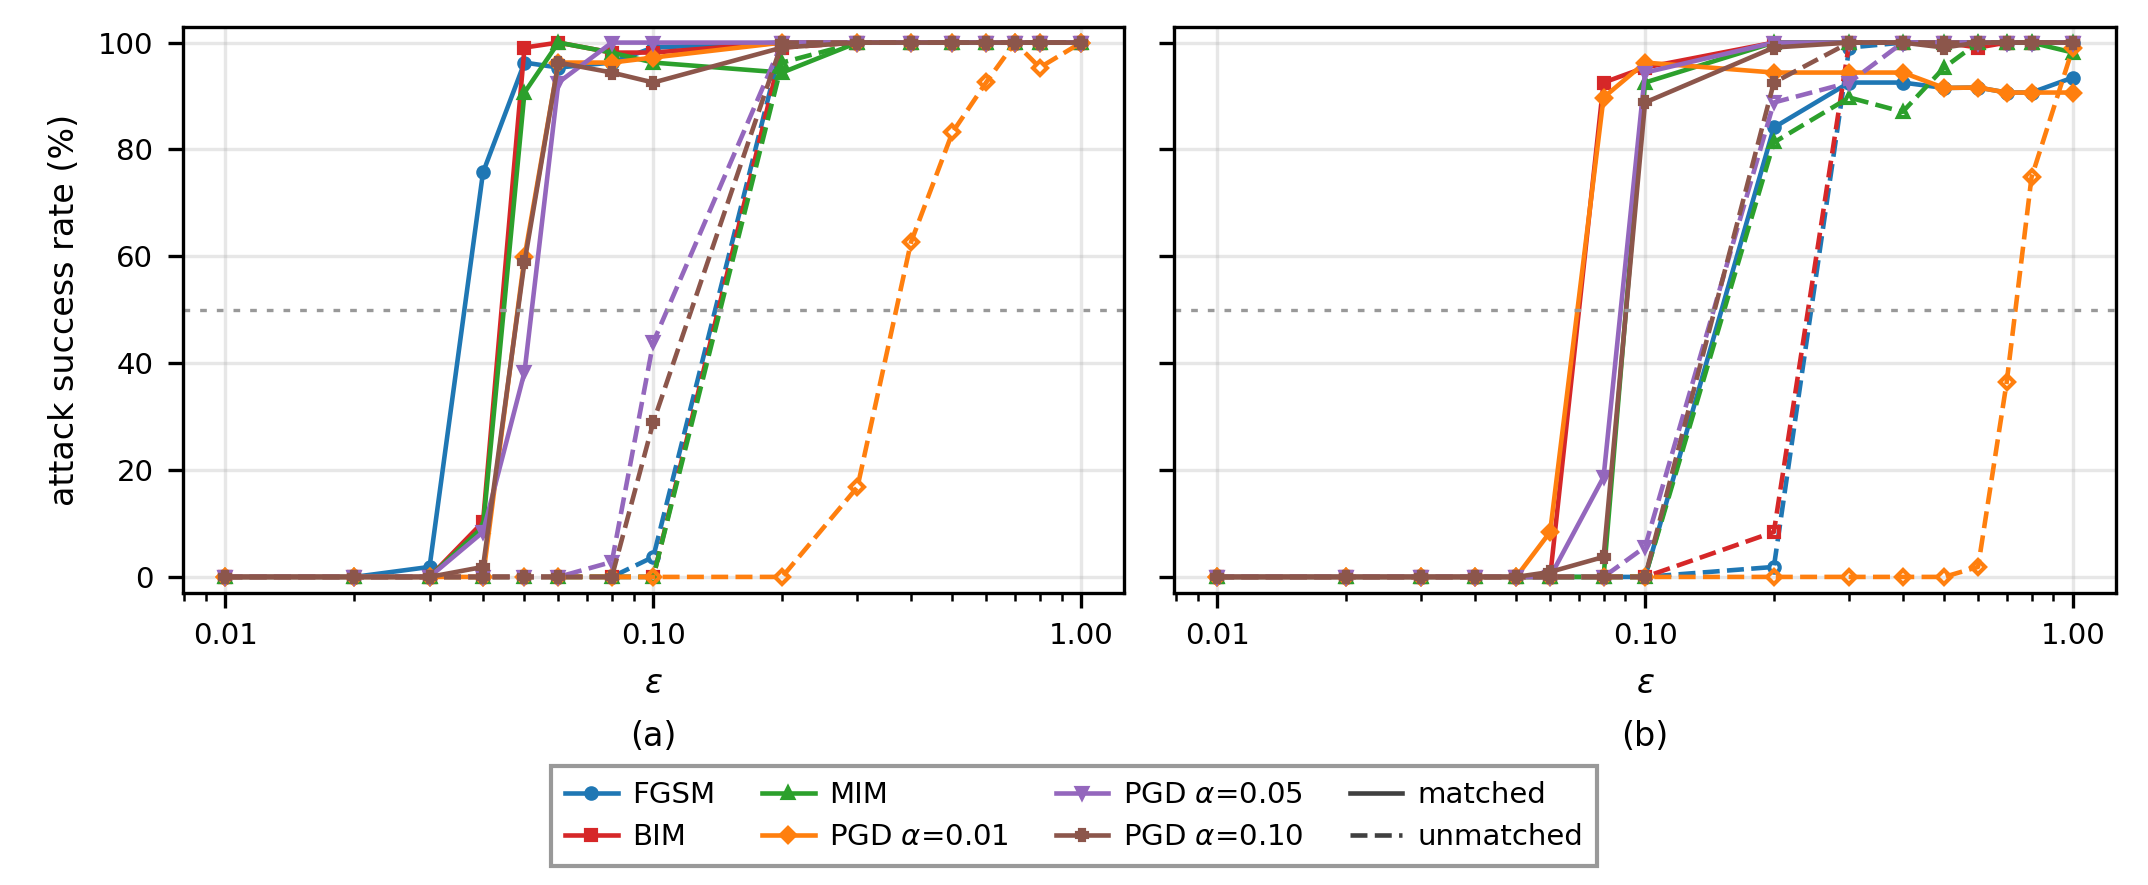 attack success rate (%)
100
80
60
40
20
0
0.01 0.10 1.00
ε
(a)
0.01 0.10 1.00
ε
(b)
FGSM MIM PGD α=0.05 matched
BIM PGD α=0.01 PGD α=0.10 unmatched